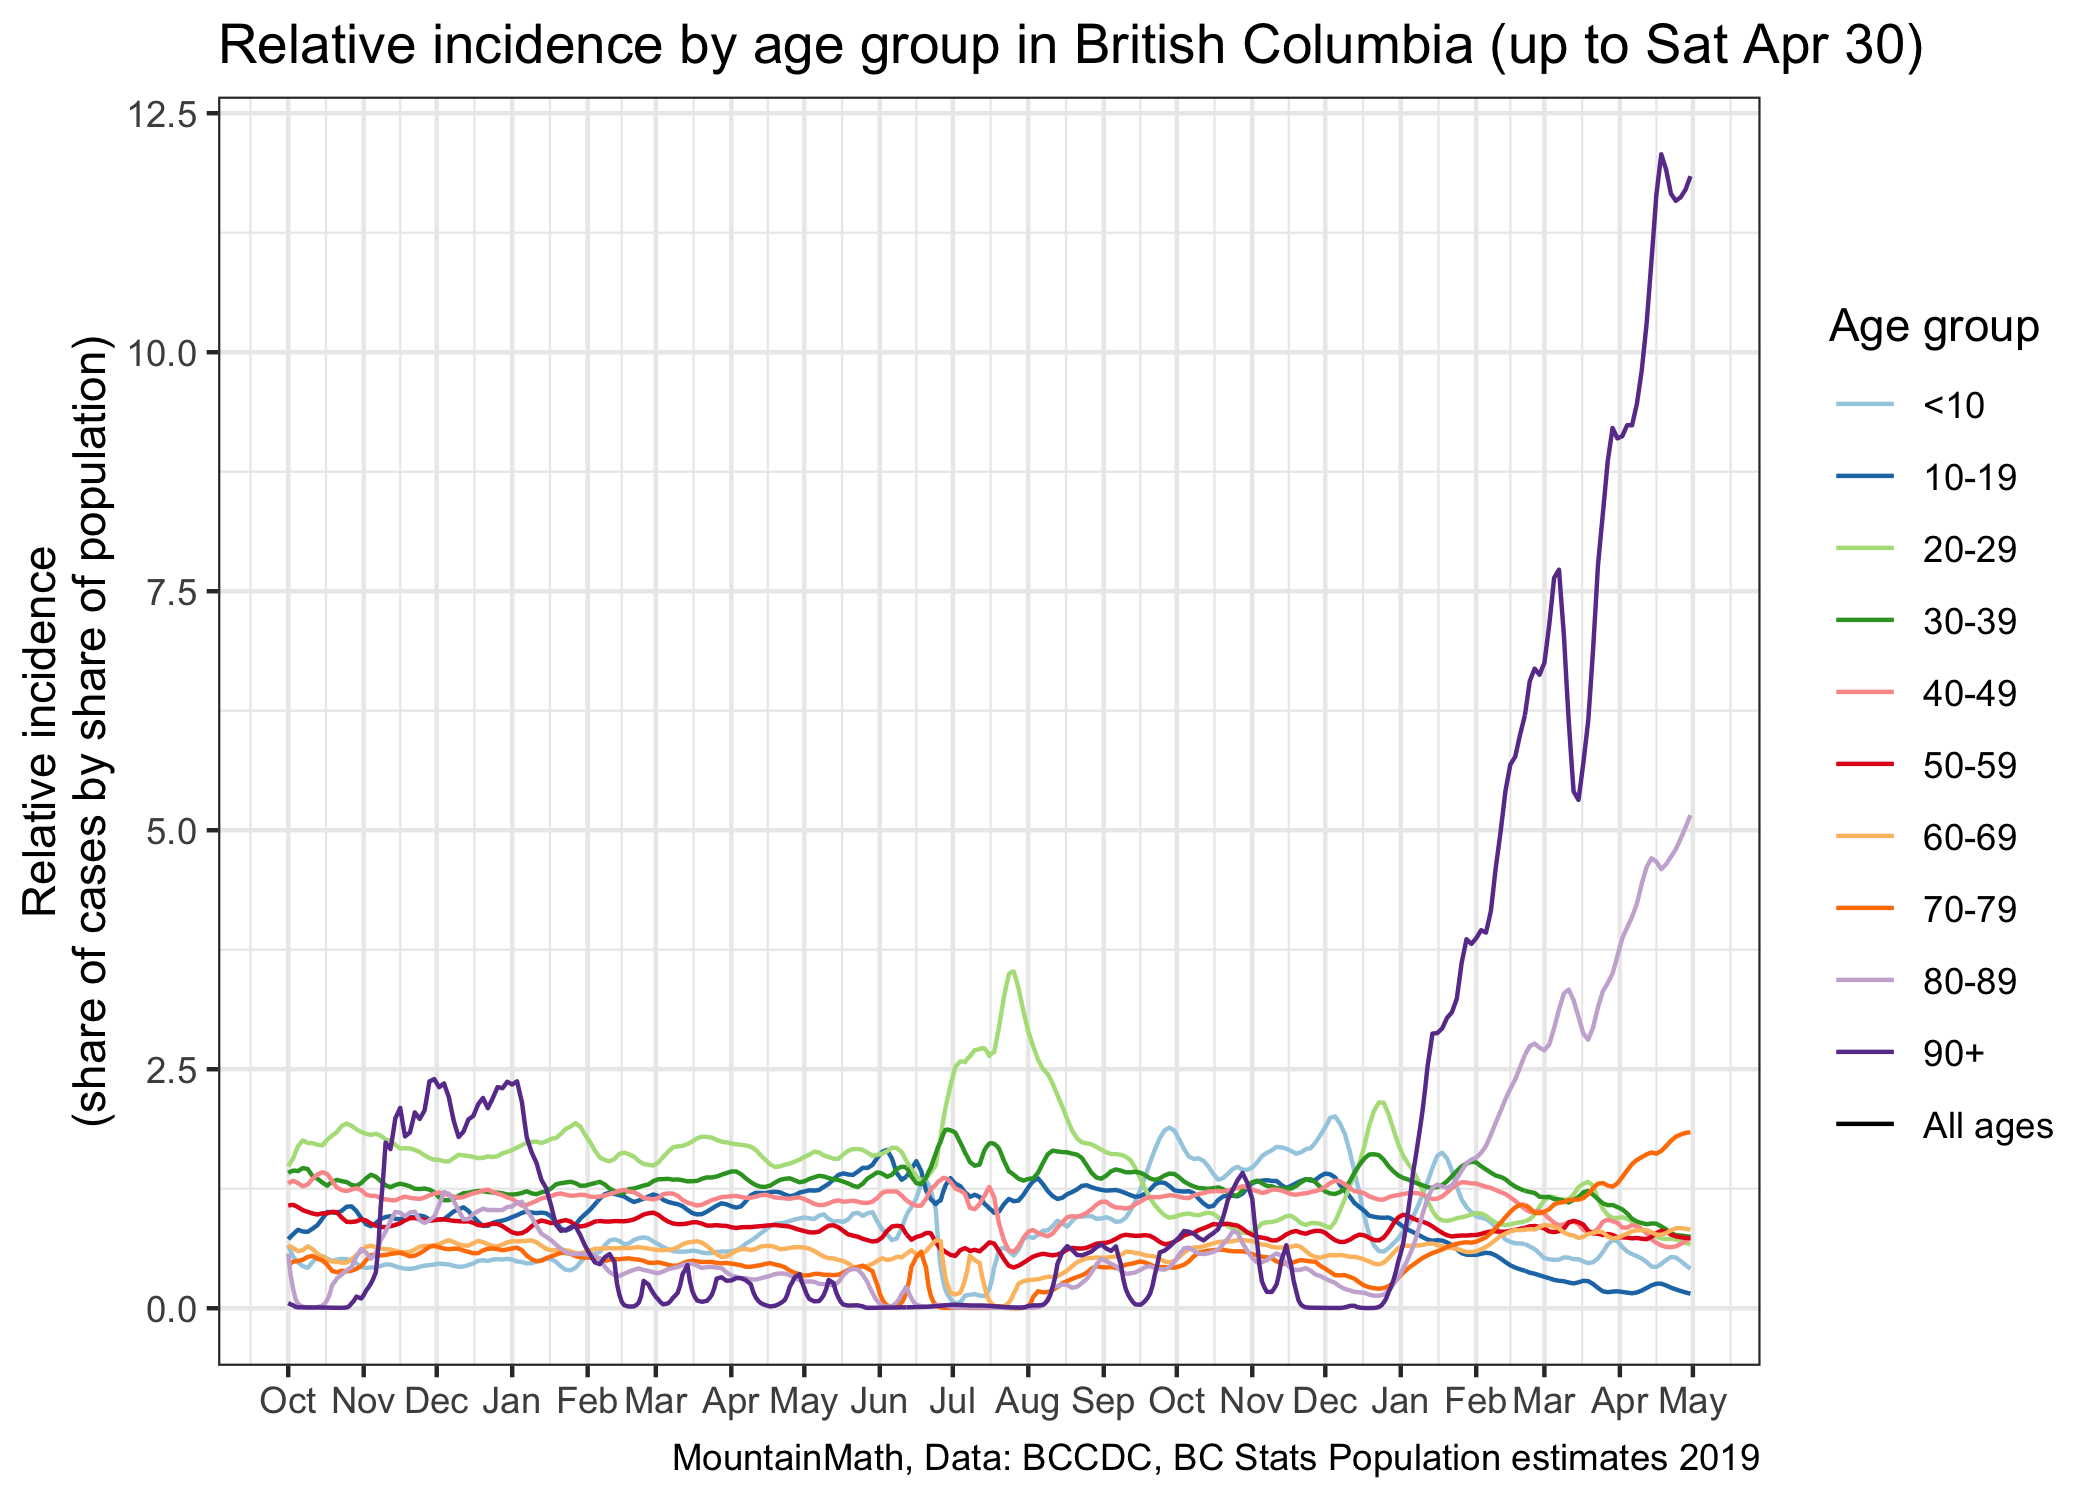 Relative incidence by age group in British Columbia (up to Sat Apr 30)
Relative incidence
(share of cases by share of population)
12.5
10.0
7.5
5.0
2.5
0.0
Oct Nov Dec Jan Feb Mar Apr May Jun Jul Aug Sep Oct Nov Dec Jan Feb Mar Apr May
Age group
<10
10-19
20-29
30-39
40-49
50-59
60-69
70-79
80-89
90+
All ages
MountainMath, Data: BCCDC, BC Stats Population estimates 2019